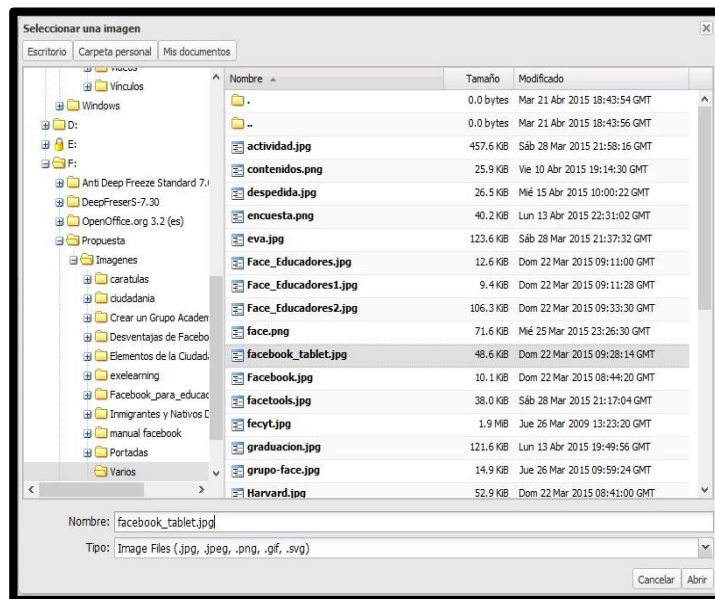 Seleccionar una imagen
Escritorio Carpeta personal Mis documentos
Nombre Tamaño Modificado
Vínculos
Windows
D:
E:
F:
Anti Deep Freeze Standard 7.
DeepFreserS-7.30
OpenOffice.org 3.2 (es)
Propuesta
Imagenes
caratulas
ciudadania
Crear un Grupo Academ
Desventajas de Facebo
Elementos de la Ciudada
exelearning
Facebook_para_educac
Inmigrantes y Nativos D
manual facebook
Portadas
Varios
. 0.0 bytes Mar 21 Abr 2015 18:43:54 GMT
.. 0.0 bytes Mar 21 Abr 2015 18:43:56 GMT
actividad.jpg 457.6 KiB Sáb 28 Mar 2015 21:58:16 GMT
contenidos.png 25.9 KiB Vie 10 Abr 2015 19:14:30 GMT
despedida.jpg 26.5 KiB Mié 15 Abr 2015 10:00:22 GMT
encuesta.png 40.2 KiB Lun 13 Abr 2015 22:31:02 GMT
eva.jpg 123.6 KiB Sáb 28 Mar 2015 21:37:32 GMT
Face_Educadores.jpg 12.6 KiB Dom 22 Mar 2015 09:11:00 GMT
Face_Educadores1.jpg 9.4 KiB Dom 22 Mar 2015 09:11:28 GMT
Face_Educadores2.jpg 106.3 KiB Dom 22 Mar 2015 09:33:30 GMT
face.png 71.6 KiB Mié 25 Mar 2015 23:26:30 GMT
facebook_tablet.jpg 48.6 KiB Dom 22 Mar 2015 09:28:14 GMT
Facebook.jpg 10.1 KiB Dom 22 Mar 2015 08:44:20 GMT
facetools.jpg 38.0 KiB Sáb 28 Mar 2015 21:17:04 GMT
fecyt.jpg 1.9 MiB Jue 26 Mar 2009 13:23:20 GMT
graduacion.jpg 121.6 KiB Lun 13 Abr 2015 19:49:56 GMT
grupo-face.jpg 14.9 KiB Jue 26 Mar 2015 09:59:24 GMT
Harvard.jpg 52.9 KiB Dom 22 Mar 2015 08:41:00 GMT
Nombre: facebook_tablet.jpg
Tipo: Image Files (.jpg, .jpeg, .png, .gif, .svg)
Cancelar Abrir